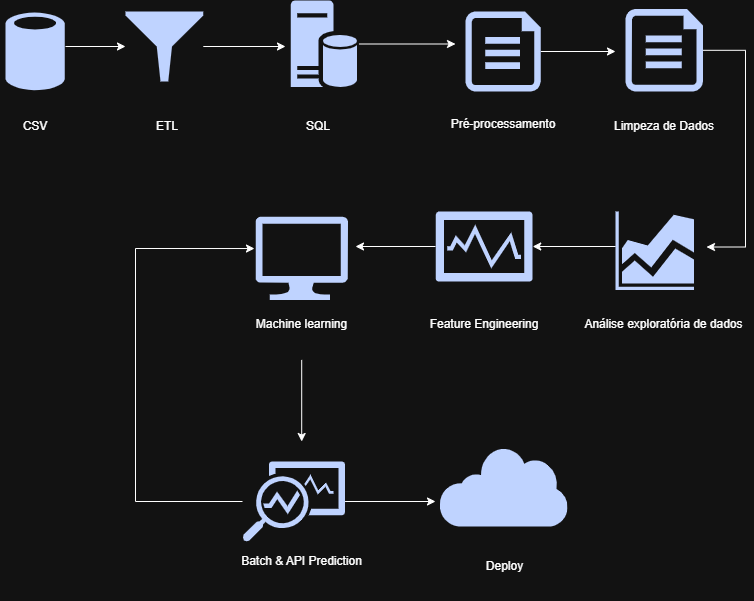 CSV
ETL
SQL
Pré-processamento
Limpeza de Dados
Machine learning
Feature Engineering
Análise exploratória de dados
Batch & API Prediction
Deploy